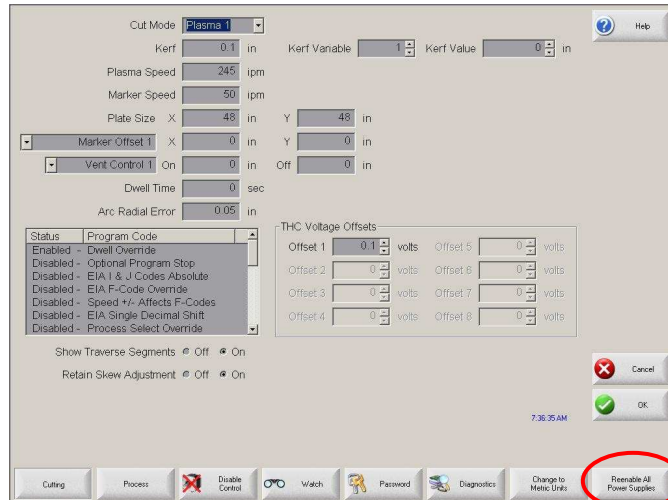 Cut Mode Plasma 1
Help
Kerf 0.1 in Kerf Variable 1 Kerf Value 0 in
Plasma Speed 245 ipm
Marker Speed 50 ipm
Plate Size X 48 in Y 48 in
Marker Offset 1 X 0 in Y 0 in
Vent Control 1 On 0 in Off 0 in
Dwell Time 0 sec
Arc Radial Error 0.05 in
Status Program Code
Enabled - Dwell Override
Disabled - Optional Program Stop
Disabled - EIA I & J Codes Absolute
Disabled - EIA F-Code Override
Disabled - Speed +/- Affects F-Codes
Disabled - EIA Single Decimal Shift
Disabled - Process Select Override
THC Voltage Offsets
Offset 1 0.1 volts Offset 5 0 volts
Offset 2 0 volts Offset 6 0 volts
Offset 3 0 volts Offset 7 0 volts
Offset 4 0 volts Offset 8 0 volts
Show Traverse Segments Off On
Retain Skew Adjustment Off On
Cancel
OK
7:36:35 AM
Cutting
Process
Disable Control
Watch
Password
Diagnostics
Change to Metric Units
Reenable All Power Supplies